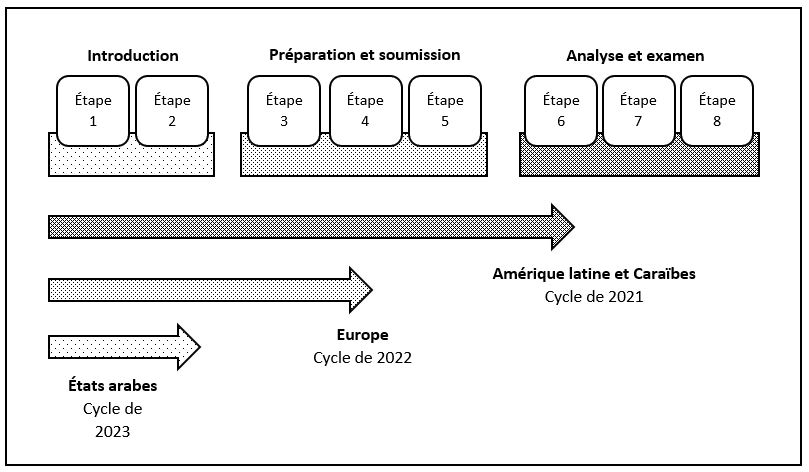 Introduction
Préparation et soumission
Analyse et examen
Étape
1
Étape
2
Étape
3
Étape
4
Étape
5
Étape
6
Étape
7
Étape
8
Amérique latine et Caraïbes
Cycle de 2021
Europe
Cycle de 2022
États arabes
Cycle de
2023